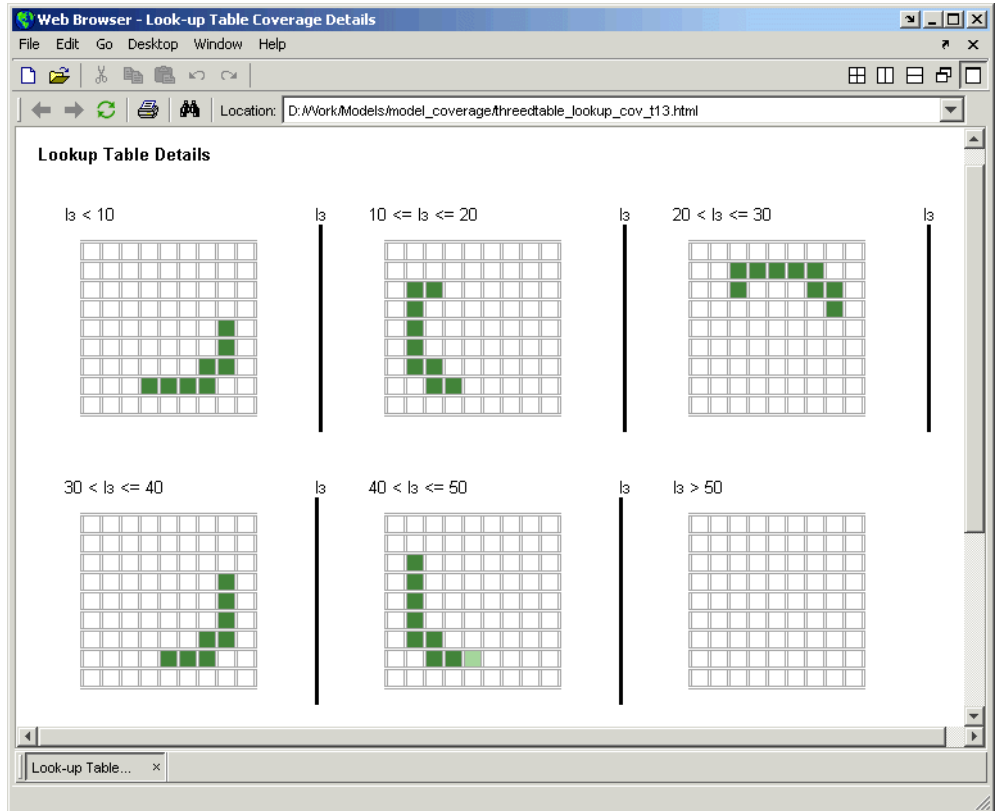 Web Browser - Look-up Table Coverage Details
File Edit Go Desktop Window Help
Location: D:/Work/Models/model_coverage/threedtable_lookup_cov_t13.html
Lookup Table Details
I3 < 10
I3
10 <= I3 <= 20
I3
20 < I3 <= 30
I3
30 < I3 <= 40
I3
40 < I3 <= 50
I3
I3 > 50
Look-up Table...